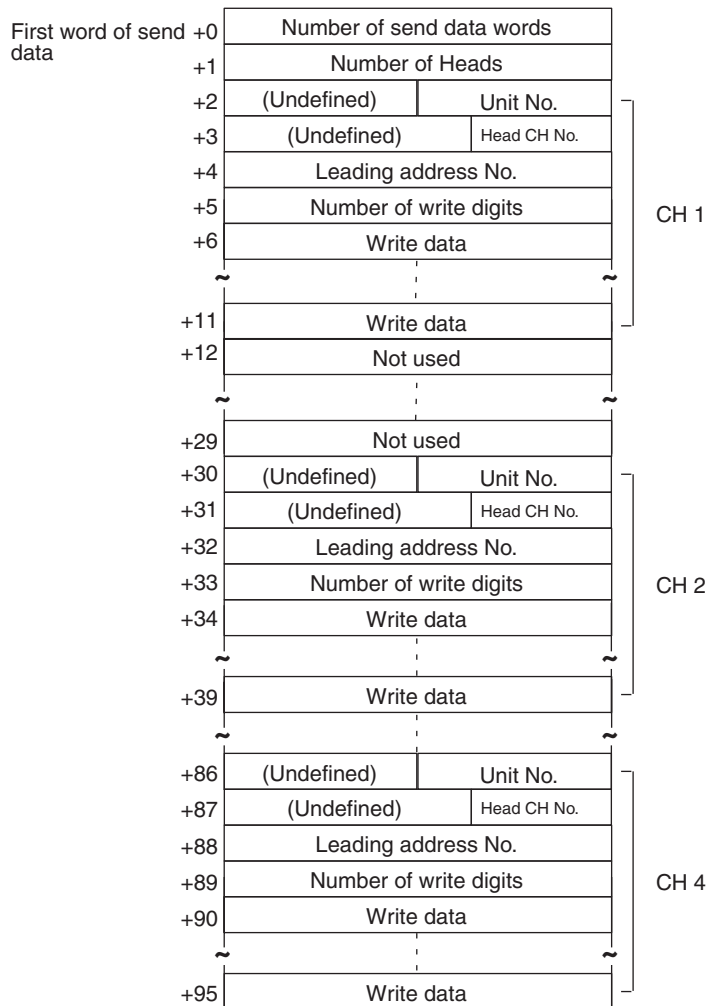 First word of send data
+0 Number of send data words
+1 Number of Heads
+2 (Undefined) Unit No.
+3 (Undefined) Head CH No.
+4 Leading address No.
+5 Number of write digits
+6 Write data
CH 1
~ ~
+11 Write data
+12 Not used
~ ~
+29 Not used
+30 (Undefined) Unit No.
+31 (Undefined) Head CH No.
+32 Leading address No.
+33 Number of write digits
+34 Write data
CH 2
~ ~
+39 Write data
~ ~
+86 (Undefined) Unit No.
+87 (Undefined) Head CH No.
+88 Leading address No.
+89 Number of write digits
+90 Write data
CH 4
~ ~
+95 Write data